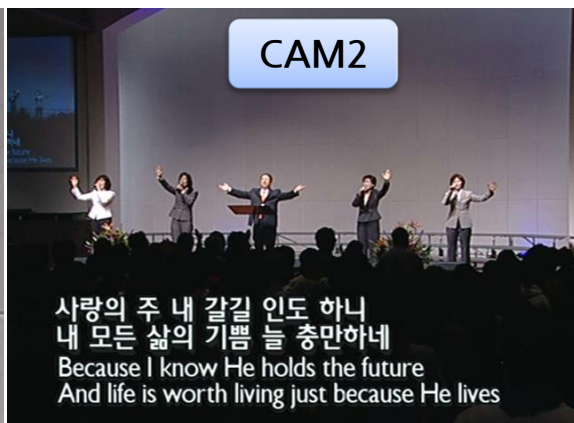 CAM2
사랑의 주 내 갈길 인도 하니
내 모든 삶의 기쁨 늘 충만하네
Because I know He holds the future
And life is worth living just because He lives